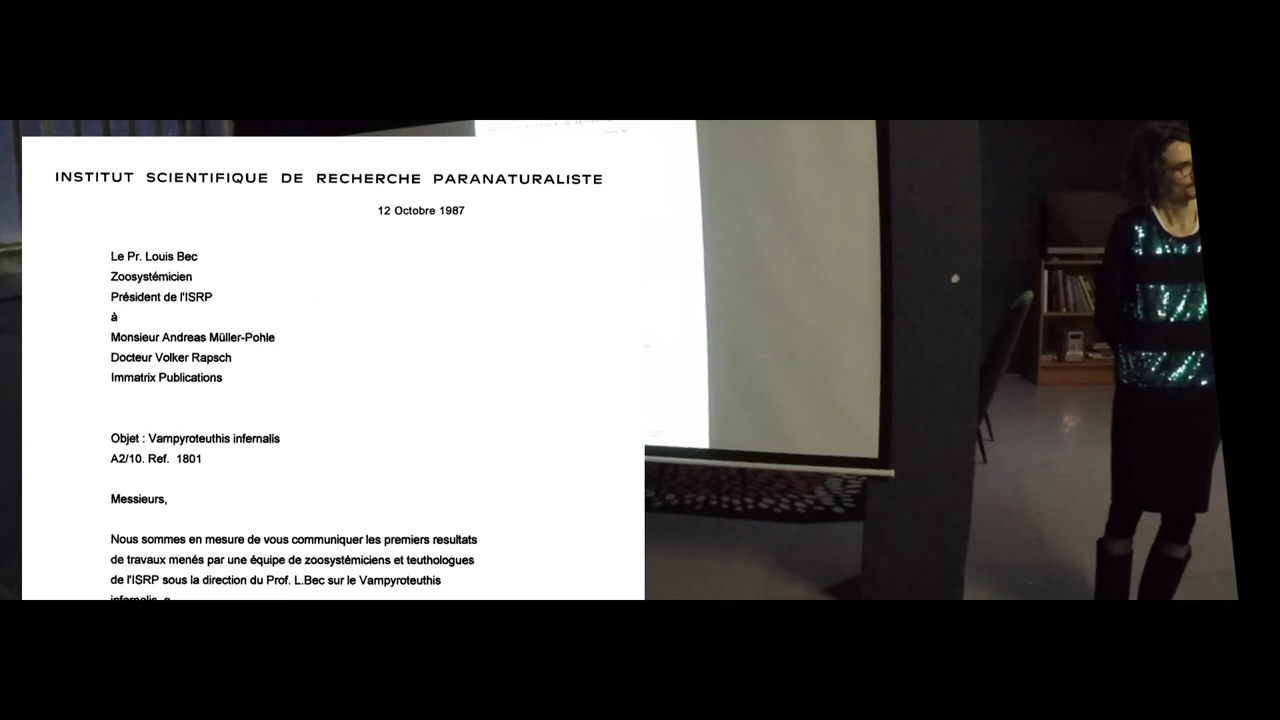 INSTITUT SCIENTIFIQUE DE RECHERCHE PARANATURALISTE
12 Octobre 1987
Le Pr. Louis Bec
Zoosystémicien
Président de l'ISRP
à
Monsieur Andreas Müller-Pohle
Docteur Volker Rapsch
Immatrix Publications
Objet : Vampyroteuthis infernalis
A2/10. Ref. 1801
Messieurs,
Nous sommes en mesure de vous communiquer les premiers resultats
de travaux menés par une équipe de zoosystémiciens et teuthologues
de l'ISRP sous la direction du Prof. L.Bec sur le Vampyroteuthis